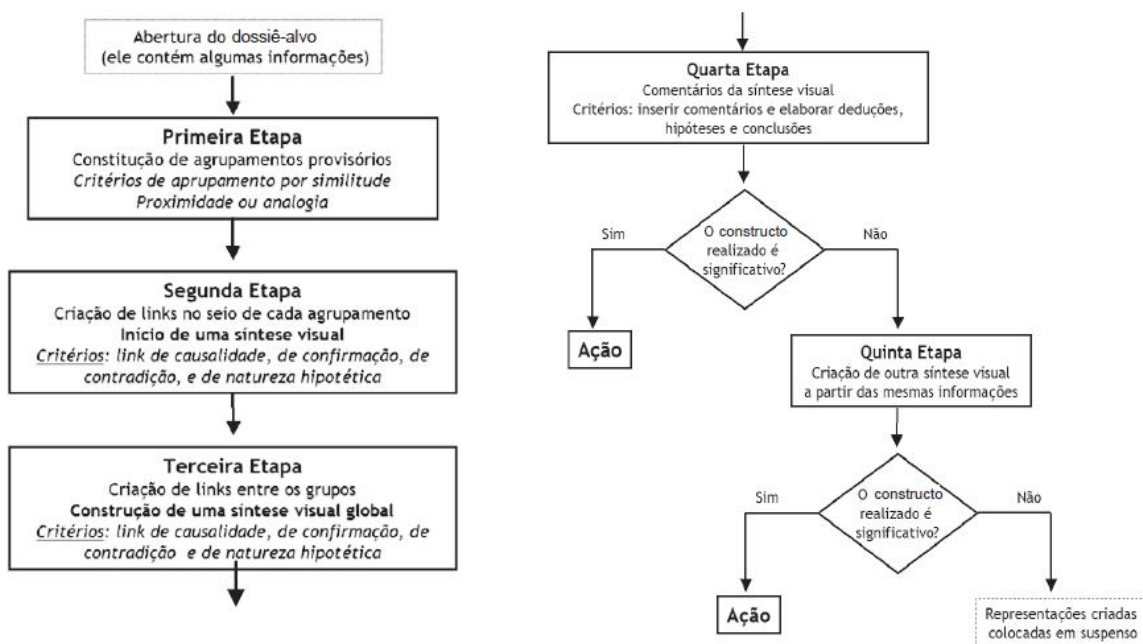 Abertura do dossiê-alvo
(ele contém algumas informações)
Primeira Etapa
Constitução de agrupamentos provisórios
Critérios de aprupamento por similitude
Proximidade ou analogia
Segunda Etapa
Criação de links no seio de cada agrupamento
Início de uma síntese visual
Critérios: link de causalidade, de confirmação, de
contradição, e de natureza hipotética
Terceira Etapa
Criação de links entre os grupos
Construção de uma síntese visual global
Critérios: link de causalidade, de confirmação, de
contradição e de natureza hipotética
Quarta Etapa
Comentários da síntese visual
Critérios: inserir comentários e elaborar deduções,
hipóteses e conclusões
O constructo
realizado é
significativo?
Sim
Não
Ação
Quinta Etapa
Criação de outra síntese visual
a partir das mesmas informações
O constructo
realizado é
significativo?
Sim
Não
Ação
Representações criadas
colocadas em suspenso